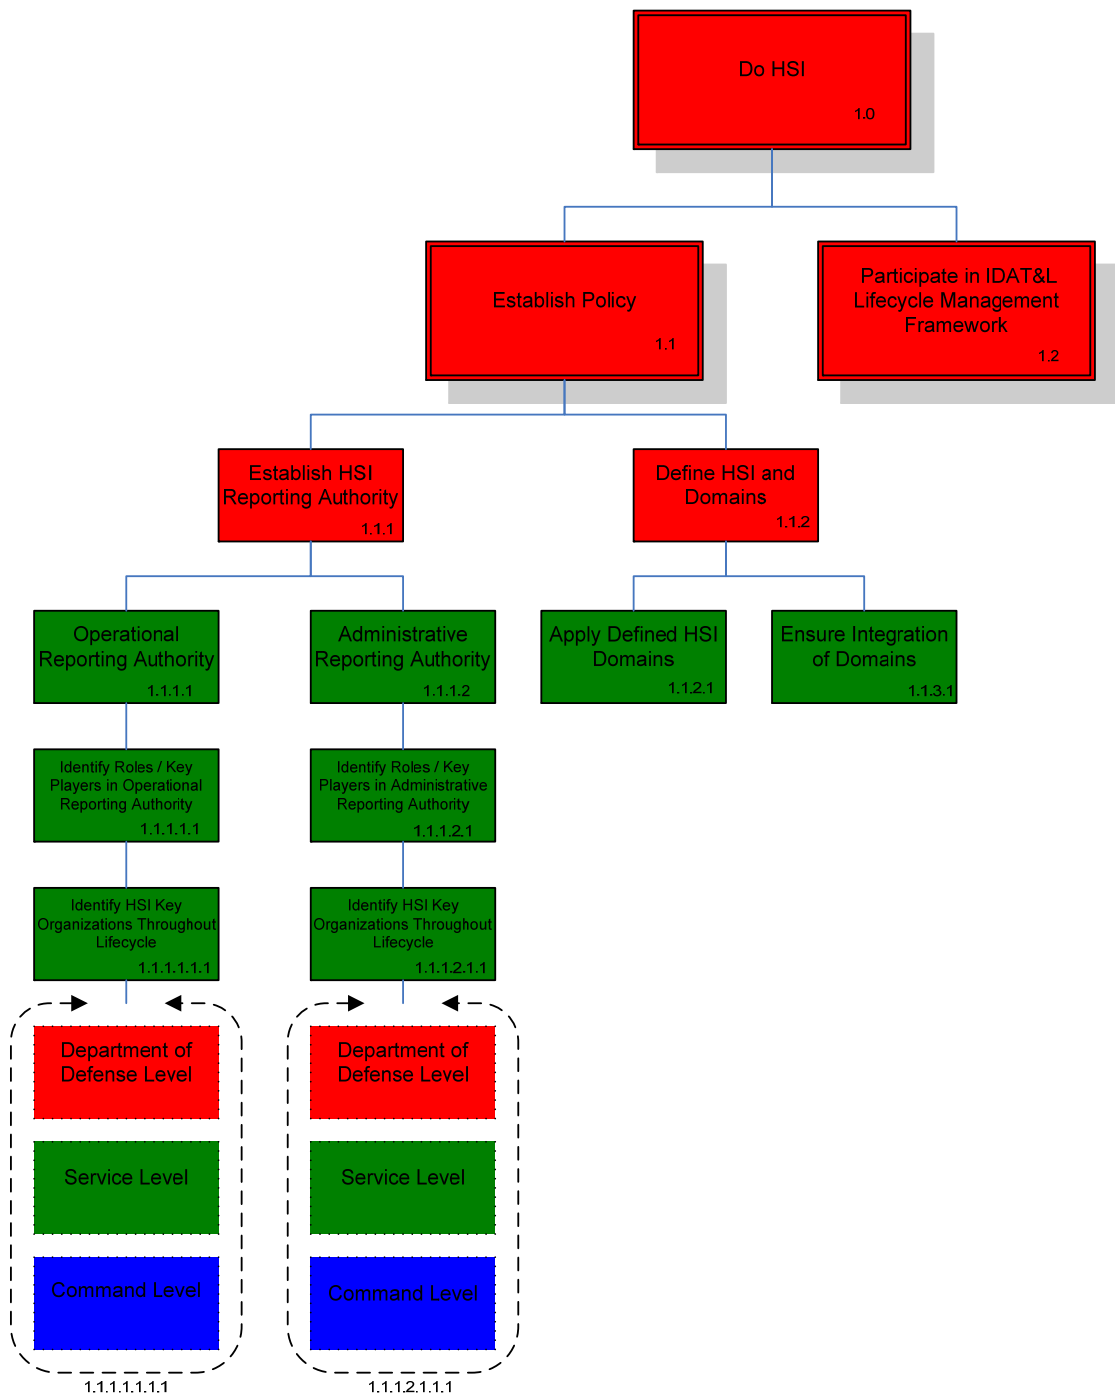 Do HSI
1.0
Establish Policy
1.1
Participate in IDAT&L
Lifecycle Management
Framework
1.2
Establish HSI
Reporting Authority
1.1.1
Define HSI and
Domains
1.1.2
Operational
Reporting Authority
1.1.1.1
Administrative
Reporting Authority
1.1.1.2
Apply Defined HSI
Domains
1.1.2.1
Ensure Integration
of Domains
1.1.3.1
Identify Roles / Key
Players in Operational
Reporting Authority
1.1.1.1.1
Identify Roles / Key
Players in Administrative
Reporting Authority
1.1.1.2.1
Identify HSI Key
Organizations Throughout
Lifecycle
1.1.1.1.1.1
Identify HSI Key
Organizations Throughout
Lifecycle
1.1.1.2.1.1
Department of
Defense Level
Service Level
Command Level
1.1.1.1.1.1.1
Department of
Defense Level
Service Level
Command Level
1.1.1.2.1.1.1